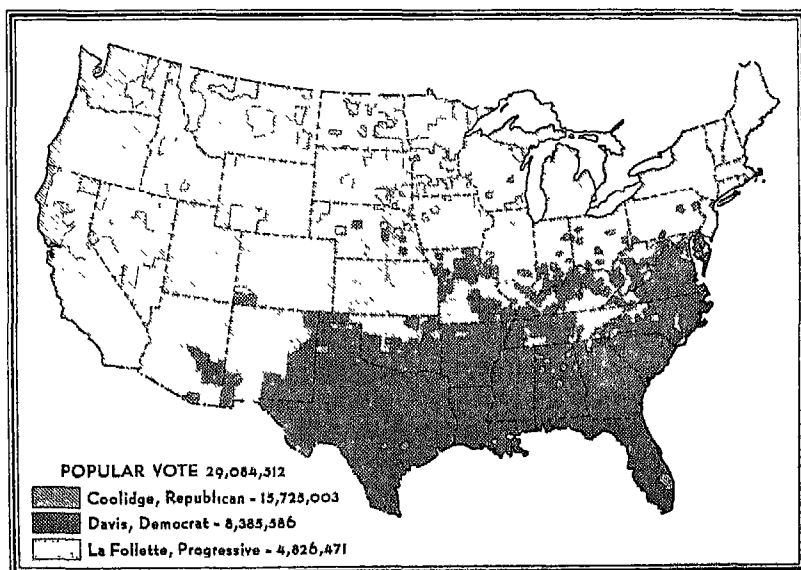 POPULAR VOTE 29,084,512
Coolidge, Republican - 15,725,003
Davis, Democrat - 8,385,586
La Follette, Progressive - 4,826,471